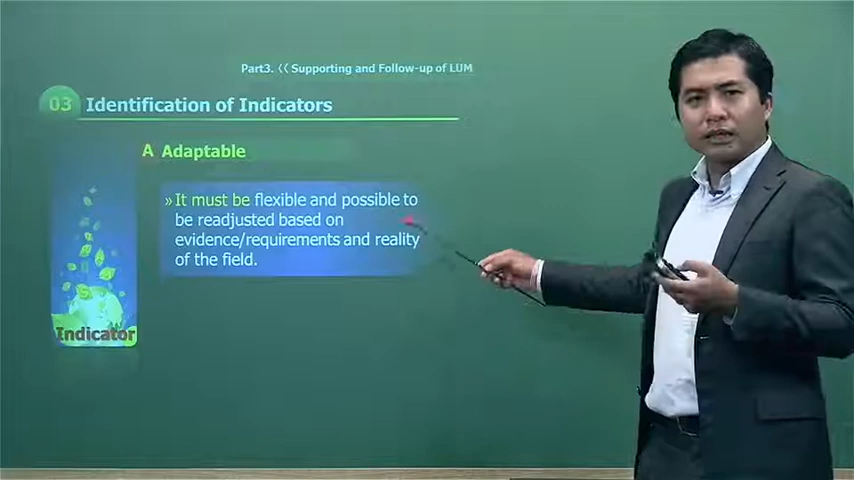 Part3. 《 Supporting and Follow-up of LUM
03 Identification of Indicators
A Adaptable
» It must be flexible and possible to
be readjusted based on
evidence/requirements and reality
of the field.
Indicator